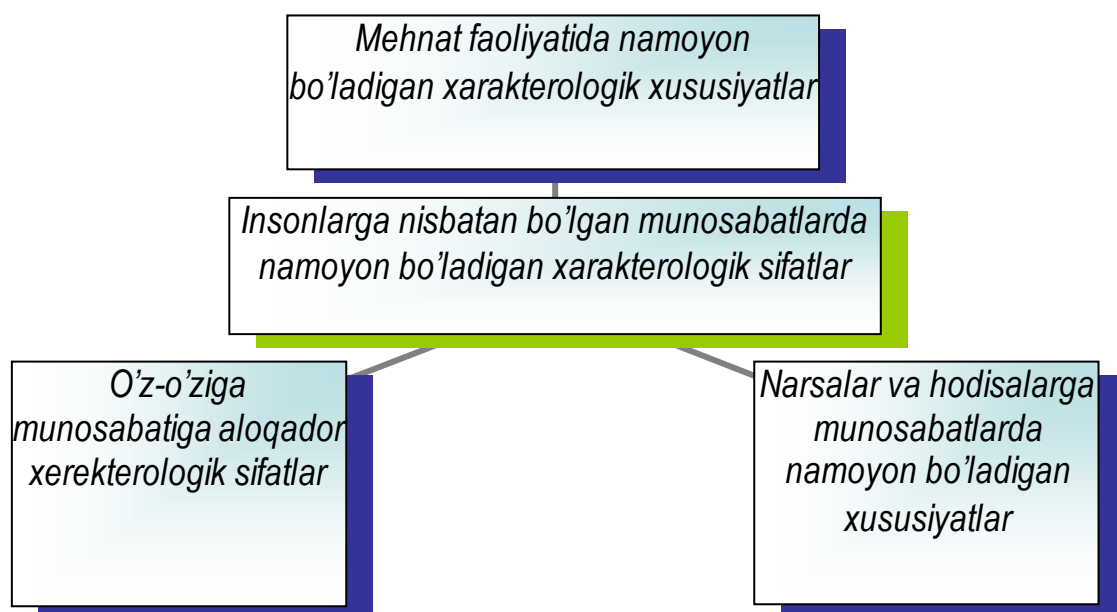 Mehnat faoliyatida namoyon
bo’ladigan xarakterologik xususiyatlar
Insonlarga nisbatan bo’lgan munosabatlarda
namoyon bo’ladigan xarakterologik sifatlar
O’z-o’ziga
munosabatiga aloqador
xerekterologik sifatlar
Narsalar va hodisalarga
munosabatlarda
namoyon bo’ladigan
xususiyatlar